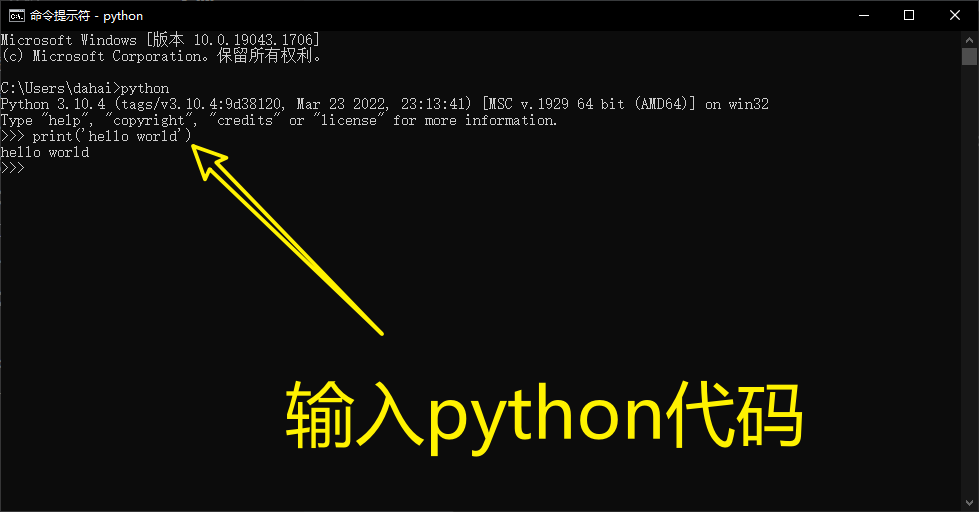 命令提示符 - python
Microsoft Windows [版本 10.0.19043.1706]
(c) Microsoft Corporation。保留所有权利。
C:\Users\dahai>python
Python 3.10.4 (tags/v3.10.4:9d38120, Mar 23 2022, 23:13:41) [MSC v.1929 64 bit (AMD64)] on win32
Type "help", "copyright", "credits" or "license" for more information.
>>> print('hello world')
hello world
>>>
输入python代码